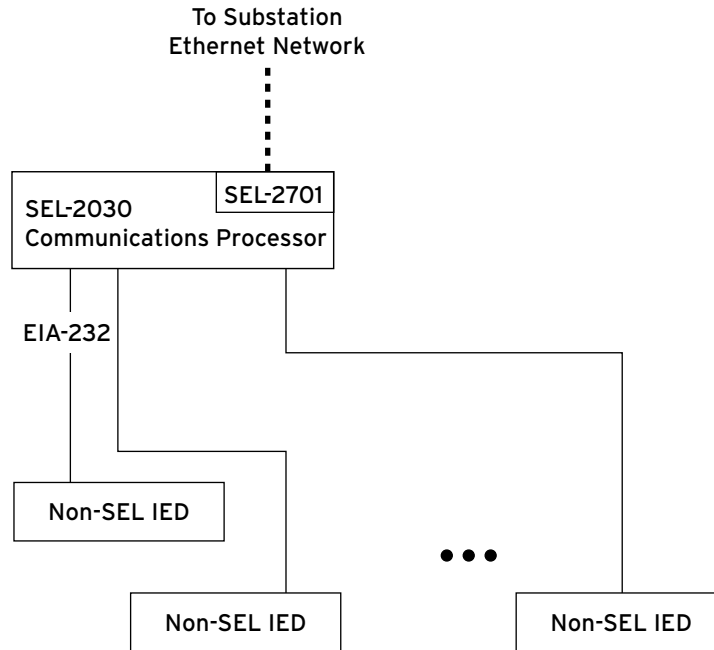 To Substation
Ethernet Network
SEL-2701
SEL-2030
Communications Processor
EIA-232
Non-SEL IED
Non-SEL IED
Non-SEL IED